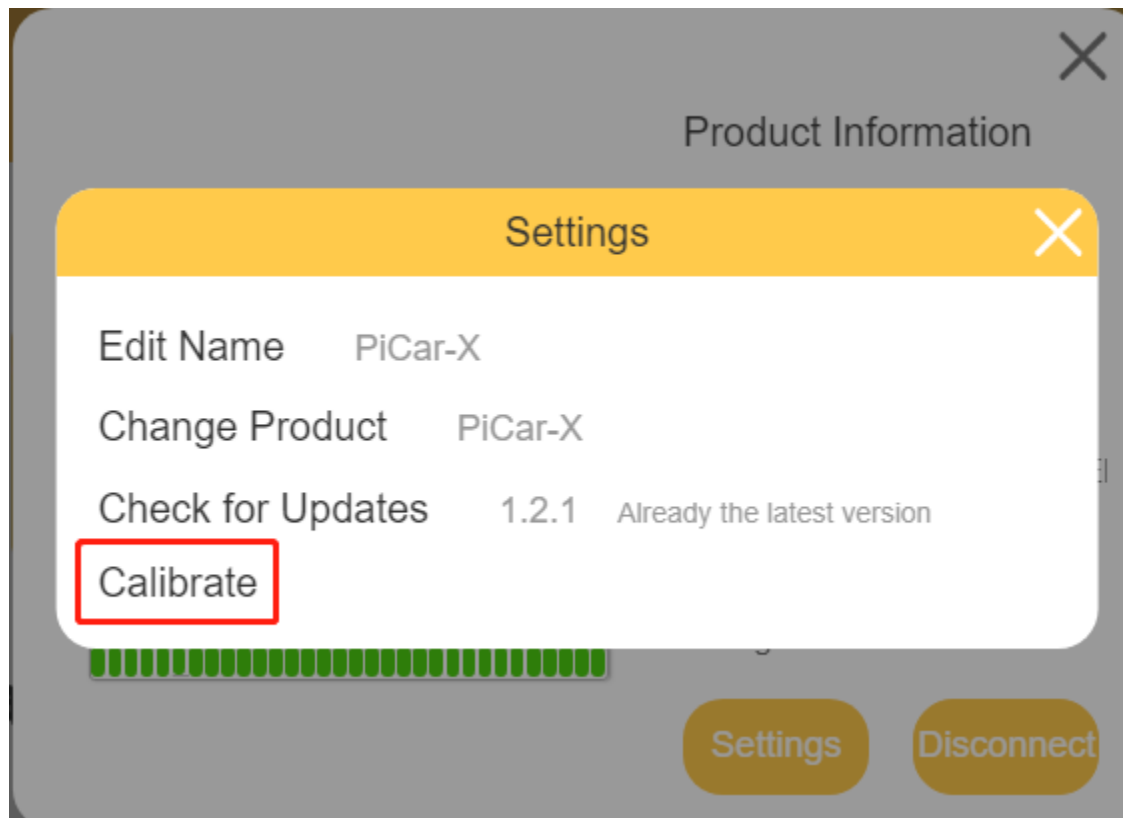 Product Information
Settings
Edit Name PiCar-X
Change Product PiCar-X
Check for Updates 1.2.1 Already the latest version
Calibrate
Settings Disconnect